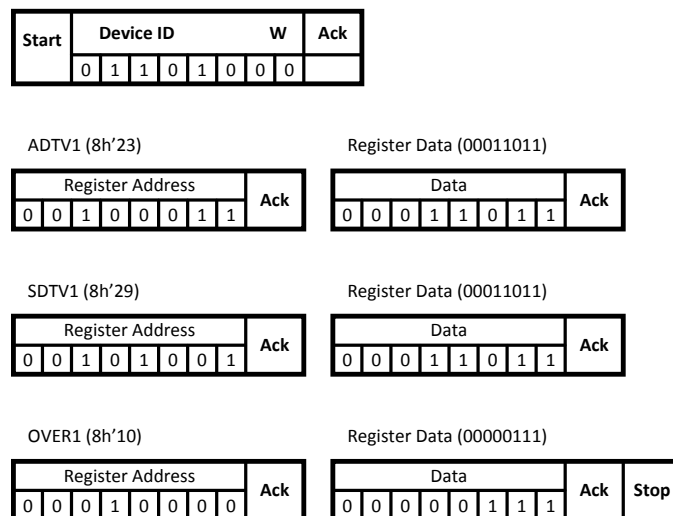 Start Device ID W Ack
0 1 1 0 1 0 0 0
ADTV1 (8h’23) Register Data (00011011)
Register Address Ack Data Ack
0 0 1 0 0 0 1 1 0 0 0 1 1 0 1 1
SDTV1 (8h’29) Register Data (00011011)
Register Address Ack Data Ack
0 0 1 0 1 0 0 1 0 0 0 1 1 0 1 1
OVER1 (8h’10) Register Data (00000111)
Register Address Ack Data Ack Stop
0 0 0 1 0 0 0 0 0 0 0 0 0 1 1 1